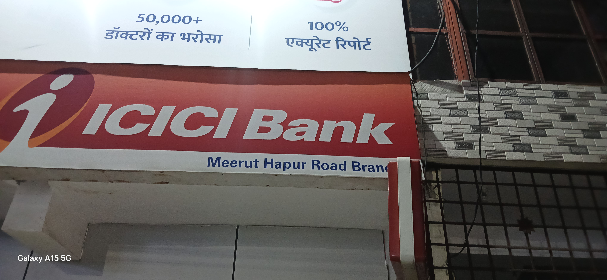 50,000+
डॉक्टरों का भरोसा
100%
एक्यूरेट रिपोर्ट
ICICI Bank
Meerut Hapur Road Branc
Galaxy A15 5G